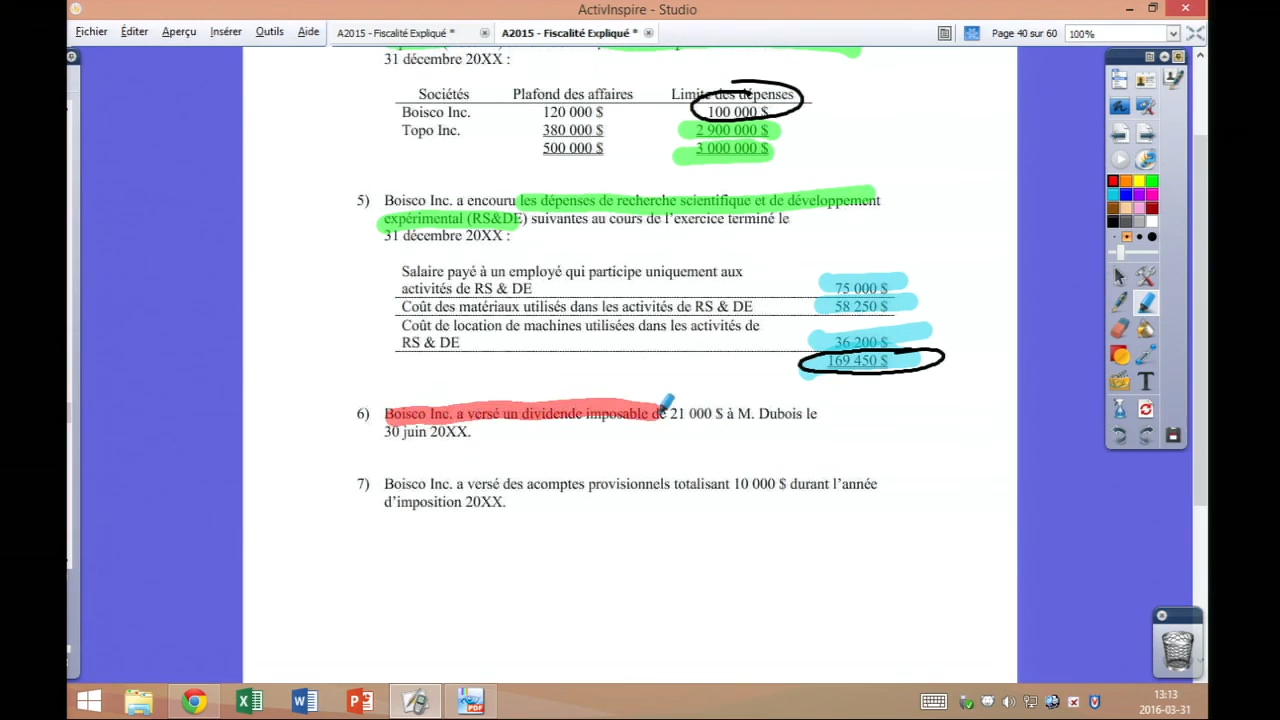 ActivInspire - Studio
Fichier Éditer Aperçu Insérer Outils Aide
A2015 - Fiscalité Expliqué * A2015 - Fiscalité Expliqué *
Page 40 sur 60 100%
31 décembre 20XX :
Sociétés Plafond des affaires Limite des dépenses
Boisco Inc. 120 000 $ 100 000 $
Topo Inc. 380 000 $ 2 900 000 $
500 000 $ 3 000 000 $
5) Boisco Inc. a encouru les dépenses de recherche scientifique et de développement
expérimental (RS&DE) suivantes au cours de l'exercice terminé le
31 décembre 20XX :
Salaire payé à un employé qui participe uniquement aux
activités de RS & DE 75 000 $
Coût des matériaux utilisés dans les activités de RS & DE 58 250 $
Coût de location de machines utilisées dans les activités de
RS & DE 36 200 $
169 450 $
6) Boisco Inc. a versé un dividende imposable de 21 000 $ à M. Dubois le
30 juin 20XX.
7) Boisco Inc. a versé des acomptes provisionnels totalisant 10 000 $ durant l'année
d'imposition 20XX.
13:13
2016-03-31